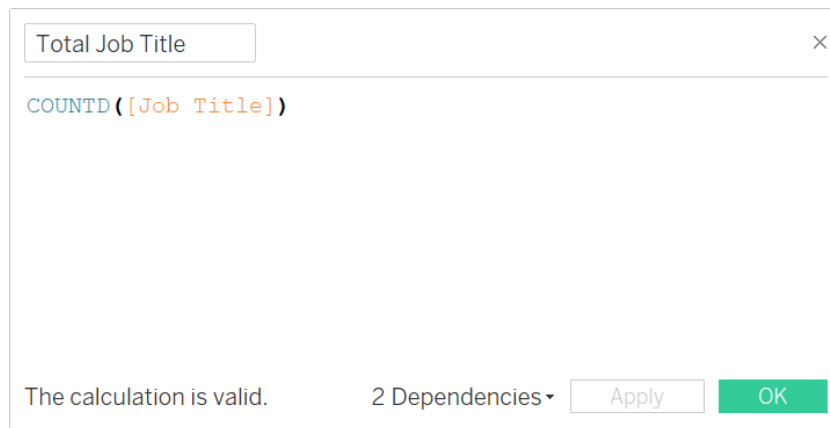 Total Job Title
COUNTD([Job Title])
The calculation is valid. 2 Dependencies Apply OK